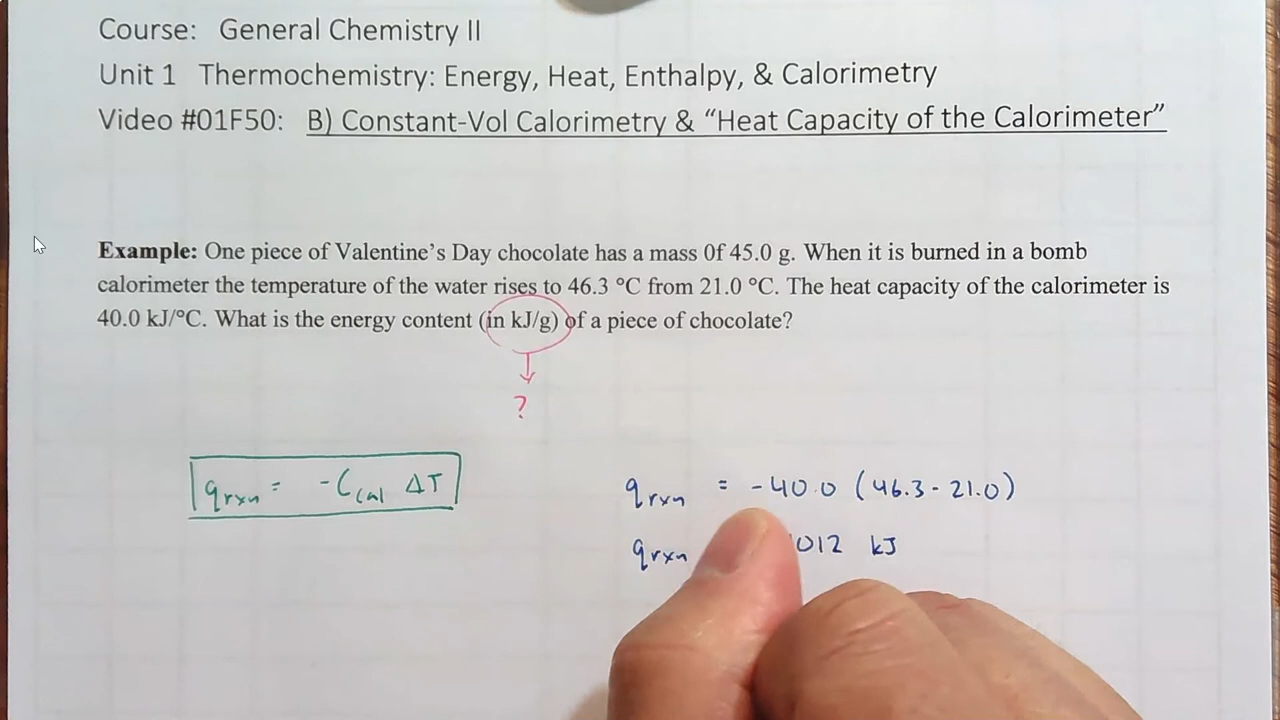 Course: General Chemistry II
Unit 1 Thermochemistry: Energy, Heat, Enthalpy, & Calorimetry
Video #01F50: B) Constant-Vol Calorimetry & “Heat Capacity of the Calorimeter”
Example: One piece of Valentine’s Day chocolate has a mass 0f 45.0 g. When it is burned in a bomb
calorimeter the temperature of the water rises to 46.3 °C from 21.0 °C. The heat capacity of the calorimeter is
40.0 kJ/°C. What is the energy content (in kJ/g) of a piece of chocolate?
?
qrxn = -Ccal ΔT
qrxn = -40.0 (46.3 - 21.0)
qrxn 012 kJ